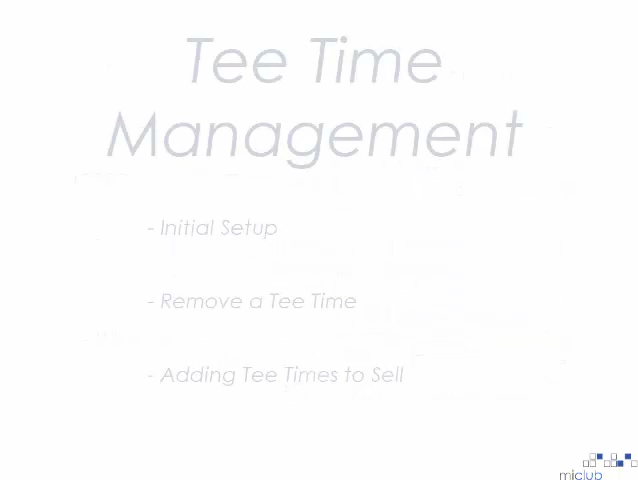 Tee Time
Management
- Initial Setup
- Remove a Tee Time
- Adding Tee Times to Sell
miclub